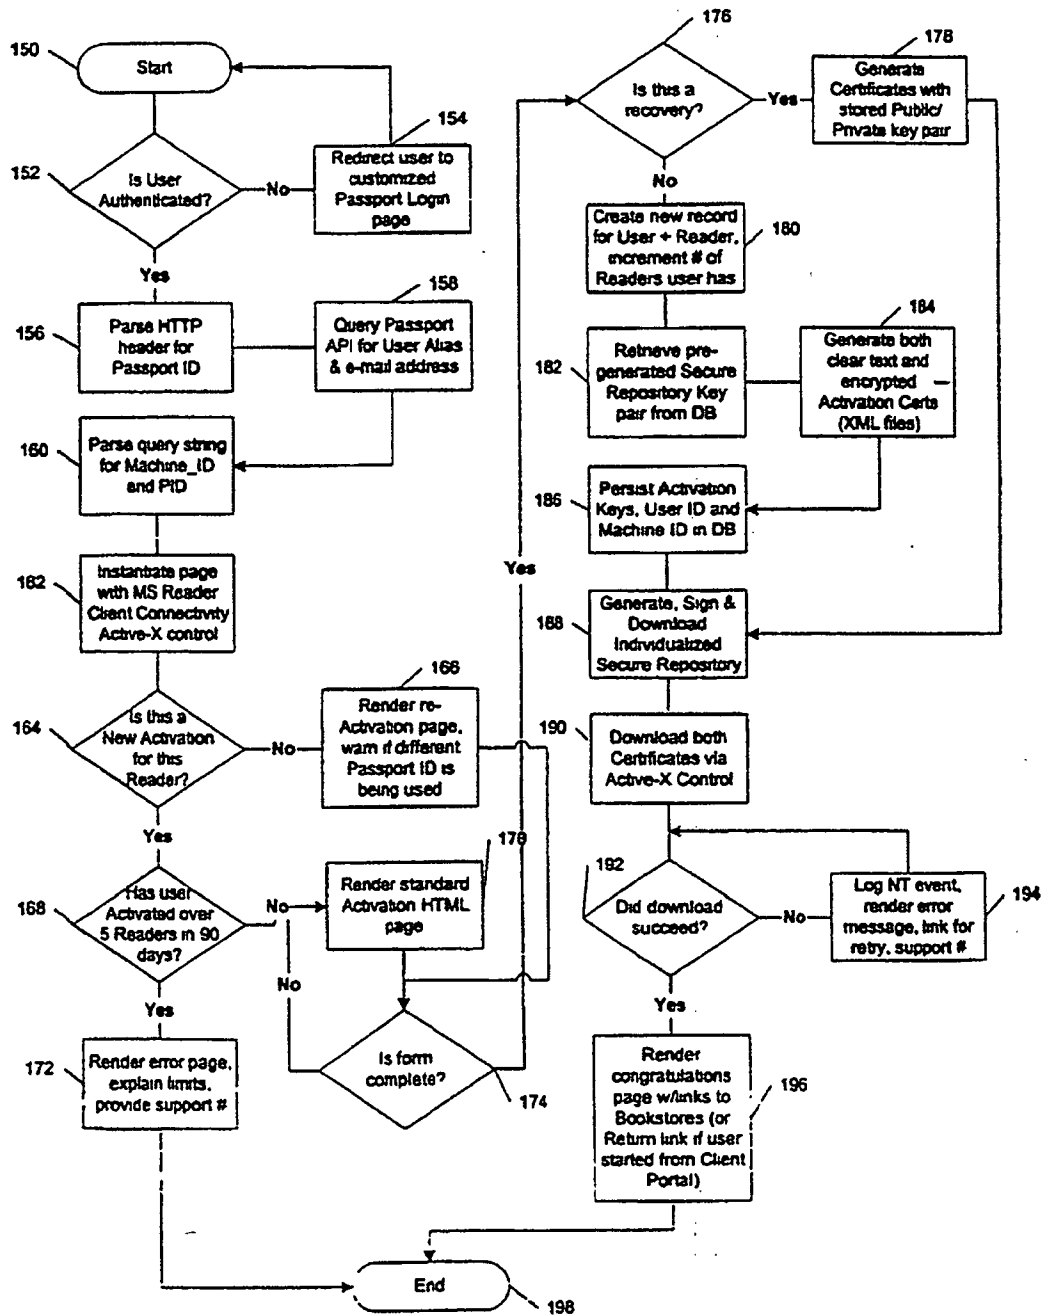 150
Start
154
152
Is User
Authenticated?
No
Redirect user to
customized
Passport Login
page
Yes
158
156
Parse HTTP
header for
Passport ID
Query Passport
API for User Alias
& e-mail address
160
Parse query string
for Machine_ID
and PID
162
Instantiate page
with MS Reader
Client Connectivity
Active-X control
166
164
Is this a
New Activation
for this
Reader?
No
Render re-
Activation page,
warn if different
Passport ID is
being used
Yes
170
168
Has user
Activated over
5 Readers in 90
days?
No
Render standard
Activation HTML
page
No
Yes
172
Render error page,
explain limits,
provide support #
Is form
complete?
174
Yes
176
Is this a
recovery?
Yes
178
Generate
Certificates with
stored Public/
Private key pair
No
Create new record
for User + Reader,
increment # of
Readers user has
180
184
182
Retrieve pre-
generated Secure
Repository Key
pair from DB
Generate both
clear text and
encrypted
Activation Certs
(XML files)
186
Persist Activation
Keys, User ID and
Machine ID in DB
188
Generate, Sign &
Download
Individualized
Secure Repository
190
Download both
Certificates via
Active-X Control
192
Did download
succeed?
No
Log NT event,
render error
message, link for
retry, support #
194
Yes
Render
congratulations
page w/links to
Bookstores (or
Return link if user
started from Client
Portal)
196
End
198